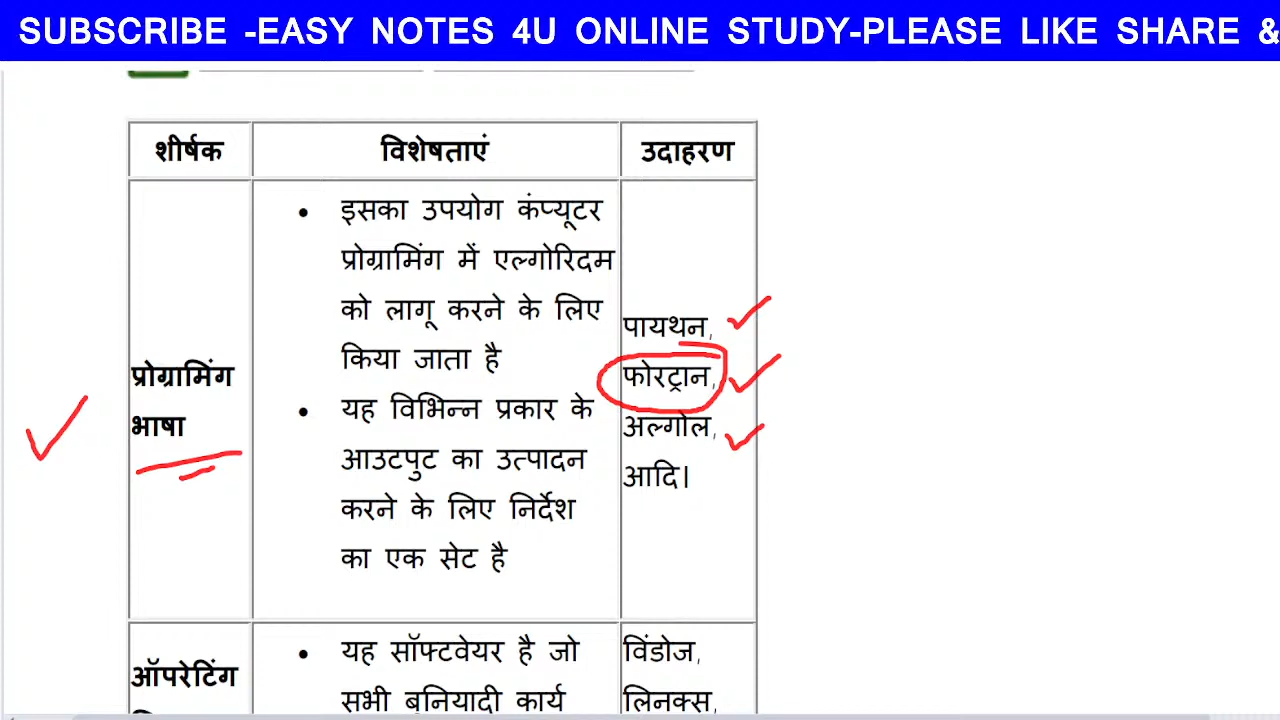 SUBSCRIBE -EASY NOTES 4U ONLINE STUDY-PLEASE LIKE SHARE &
शीर्षक
विशेषताएं
उदाहरण
प्रोग्रामिंग
भाषा
इसका उपयोग कंप्यूटर
प्रोग्रामिंग में एल्गोरिदम
को लागू करने के लिए
किया जाता है
यह विभिन्न प्रकार के
आउटपुट का उत्पादन
करने के लिए निर्देश
का एक सेट है
पायथन,
फोरट्रान,
अल्गोल,
आदि।
ऑपरेटिंग
यह सॉफ्टवेयर है जो
सभी बुनियादी कार्य
विंडोज,
लिनक्स,